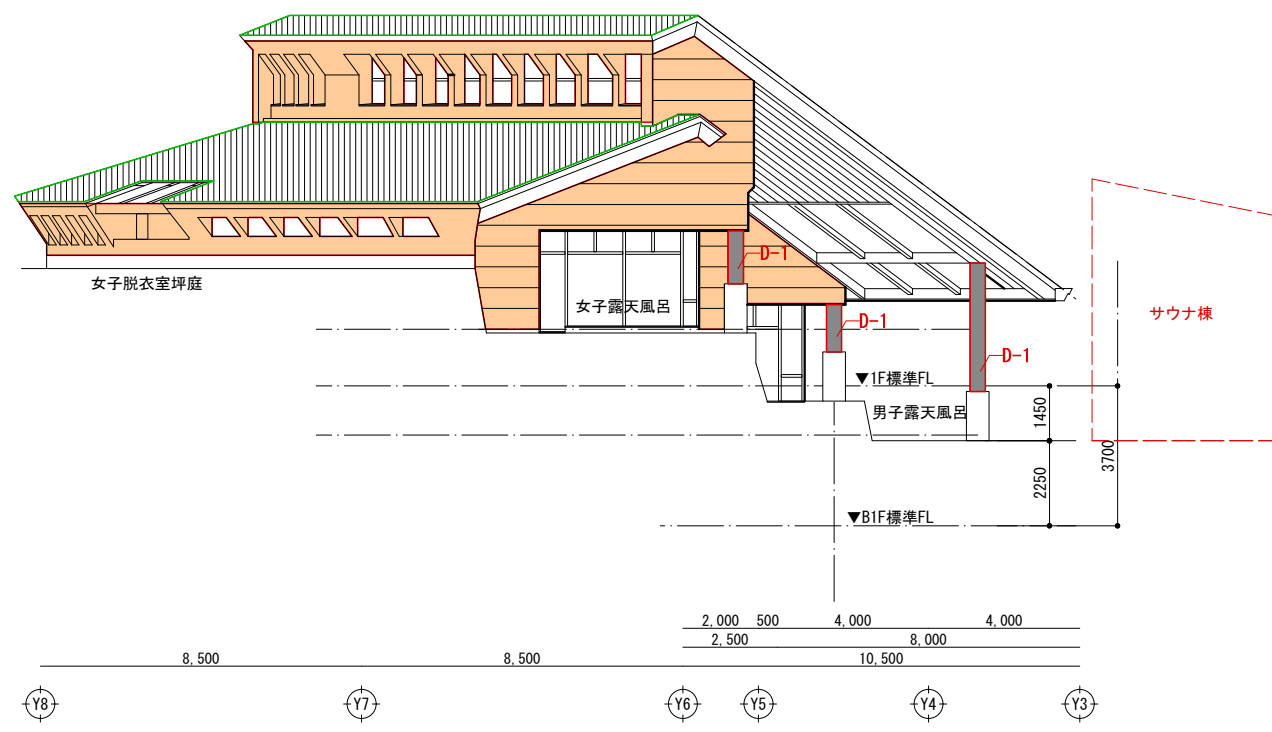 D-1
女子脱衣室坪庭
女子露天風呂
サウナ棟
D-1
D-1
▼1F標準FL
男子露天風呂
1450
3700
2250
▼B1F標準FL
2,000 500 4,000 4,000
2,500 8,000
8,500 8,500 10,500
Y8 Y7 Y6 Y5 Y4 Y3